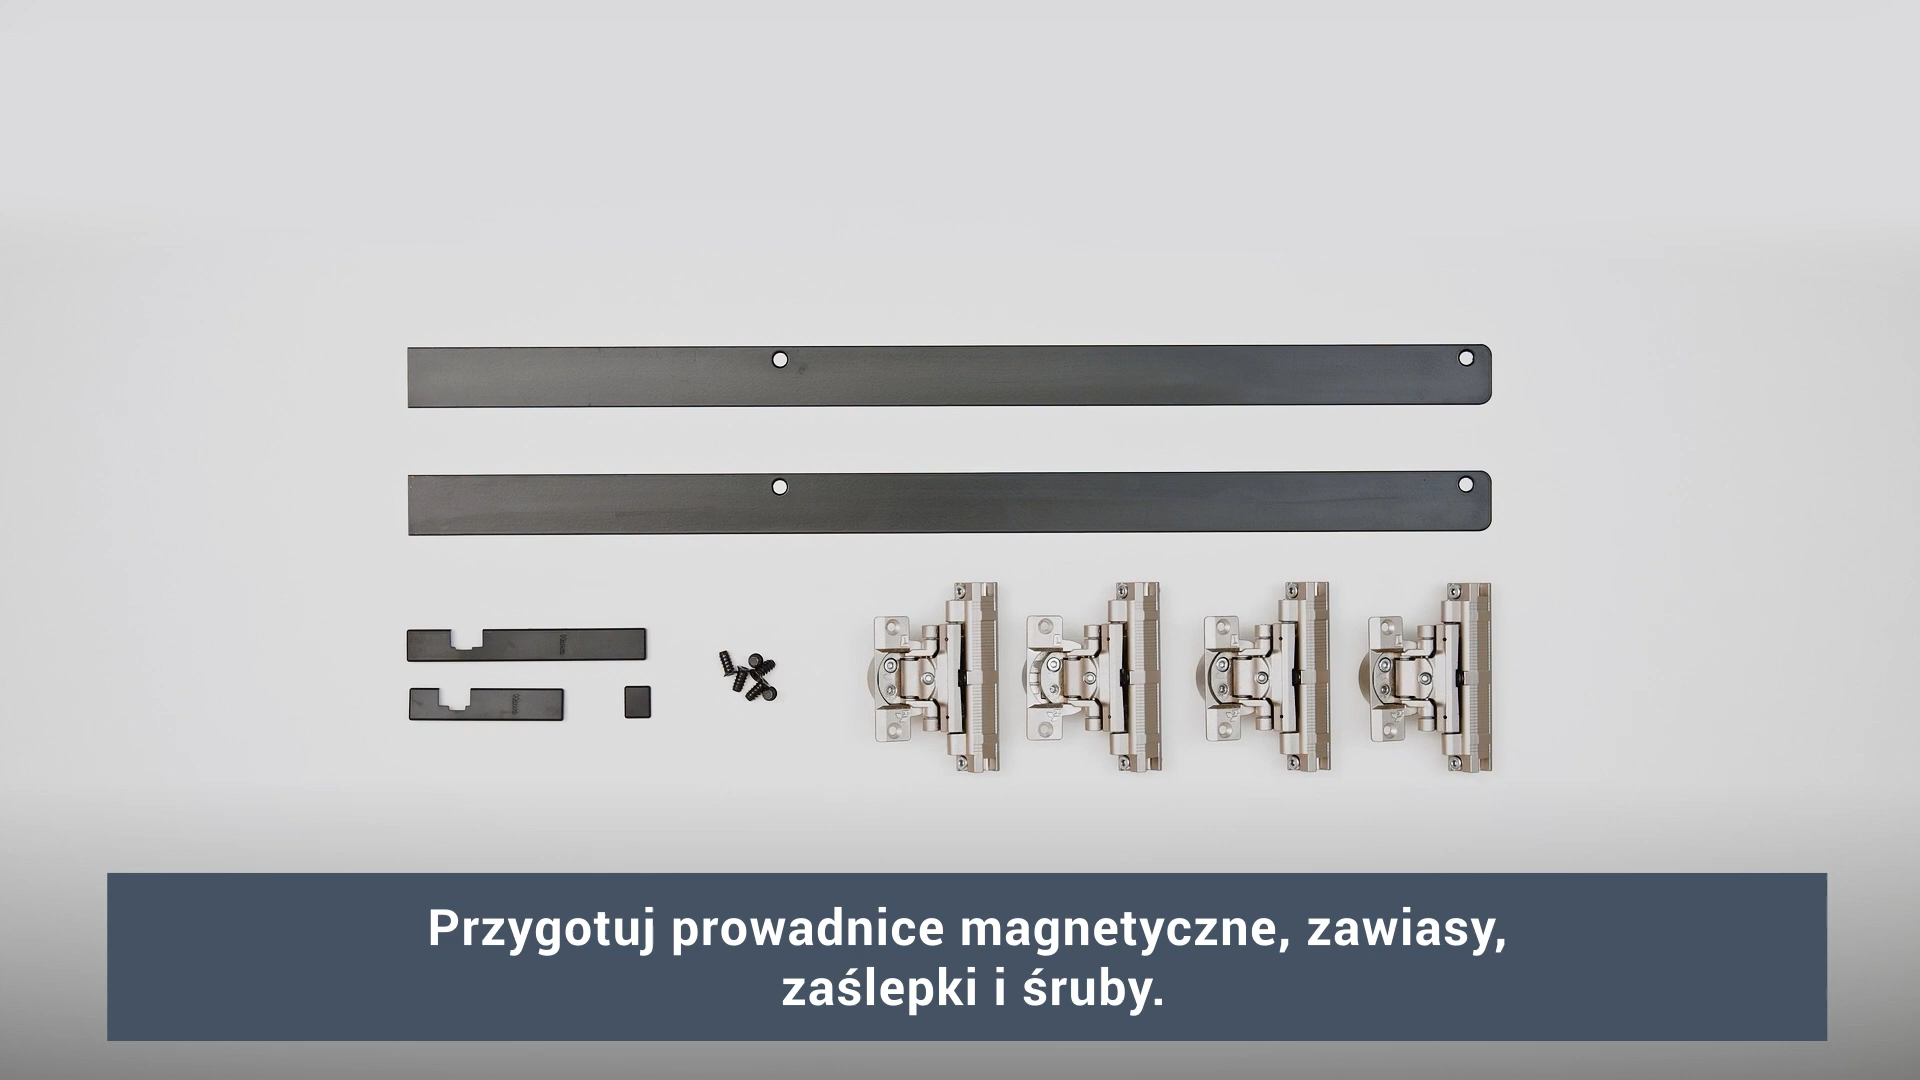 Przygotuj prowadnice magnetyczne, zawiasy,
zaślepki i śruby.